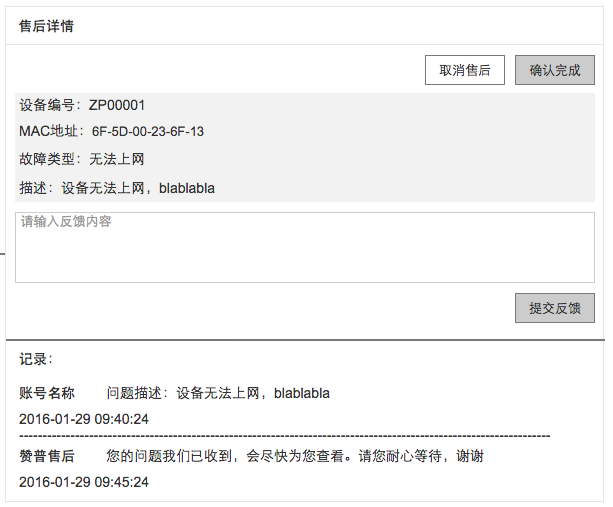 售后详情
取消售后 确认完成
设备编号：ZP00001
MAC地址：6F-5D-00-23-6F-13
故障类型：无法上网
描述：设备无法上网，blablabla
请输入反馈内容
提交反馈
记录：
账号名称 问题描述：设备无法上网，blablabla
2016-01-29 09:40:24
赞普售后 您的问题我们已收到，会尽快为您查看。请您耐心等待，谢谢
2016-01-29 09:45:24